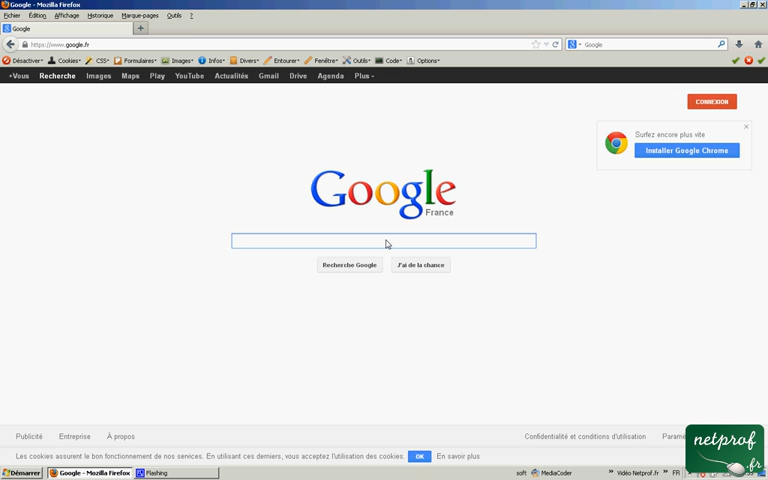 Google - Mozilla Firefox
Fichier Édition Affichage Historique Marque-pages Outils ?
Google
https://www.google.fr
Google
Désactiver Cookies CSS Formulaires Images Infos Divers Entourer Fenêtre Outils Code Options
+Vous Recherche Images Maps Play YouTube Actualités Gmail Drive Agenda Plus
CONNEXION
Surfez encore plus vite
Installer Google Chrome
Google
France
Recherche Google J'ai de la chance
Publicité Entreprise À propos Confidentialité et conditions d'utilisation
Les cookies assurent le bon fonctionnement de nos services. En utilisant ces derniers, vous acceptez l'utilisation des cookies. OK En savoir plus
netprof
.fr
Démarrer Google - Mozilla Firefox Flashing soft MediaCoder Vidéo Netprof.fr FR